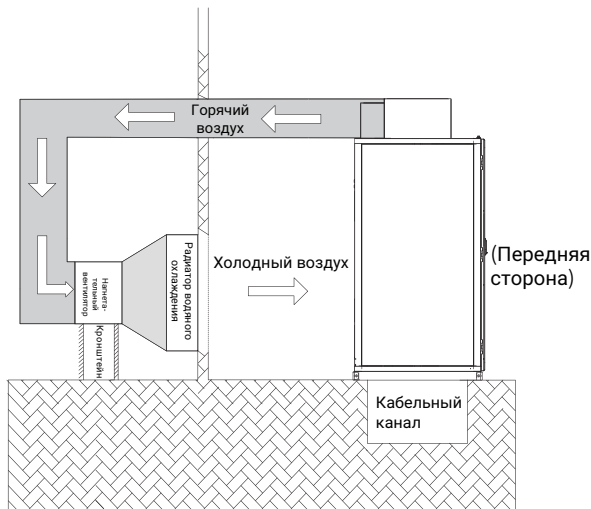 Горячий
воздух
Радиатор водяного
охлаждения
Холодный воздух
(Передняя
сторона)
Нагнета-
тельный
вентилятор
Кронштейн
Кабельный
канал